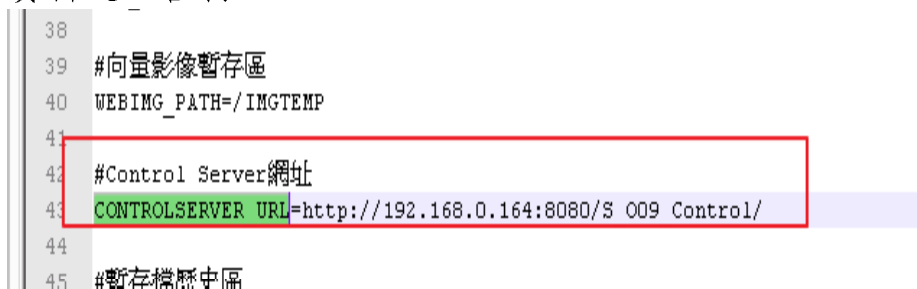 38
39 #向量影像暫存區
40 WEBIMG_PATH=/IMGTEMP
41
42 #Control Server網址
43 CONTROLSERVER_URL=http://192.168.0.164:8080/S_O09_Control/
44
45 #暫存檔歷史區